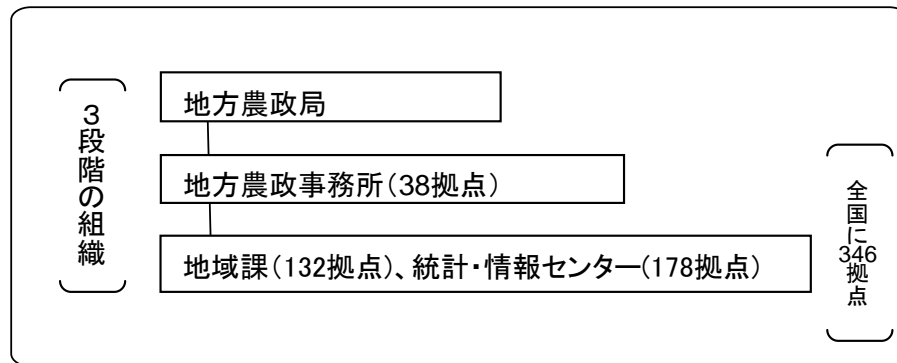 3段階の組織
地方農政局
地方農政事務所(38拠点)
地域課(132拠点)、統計・情報センター(178拠点)
全国に346拠点